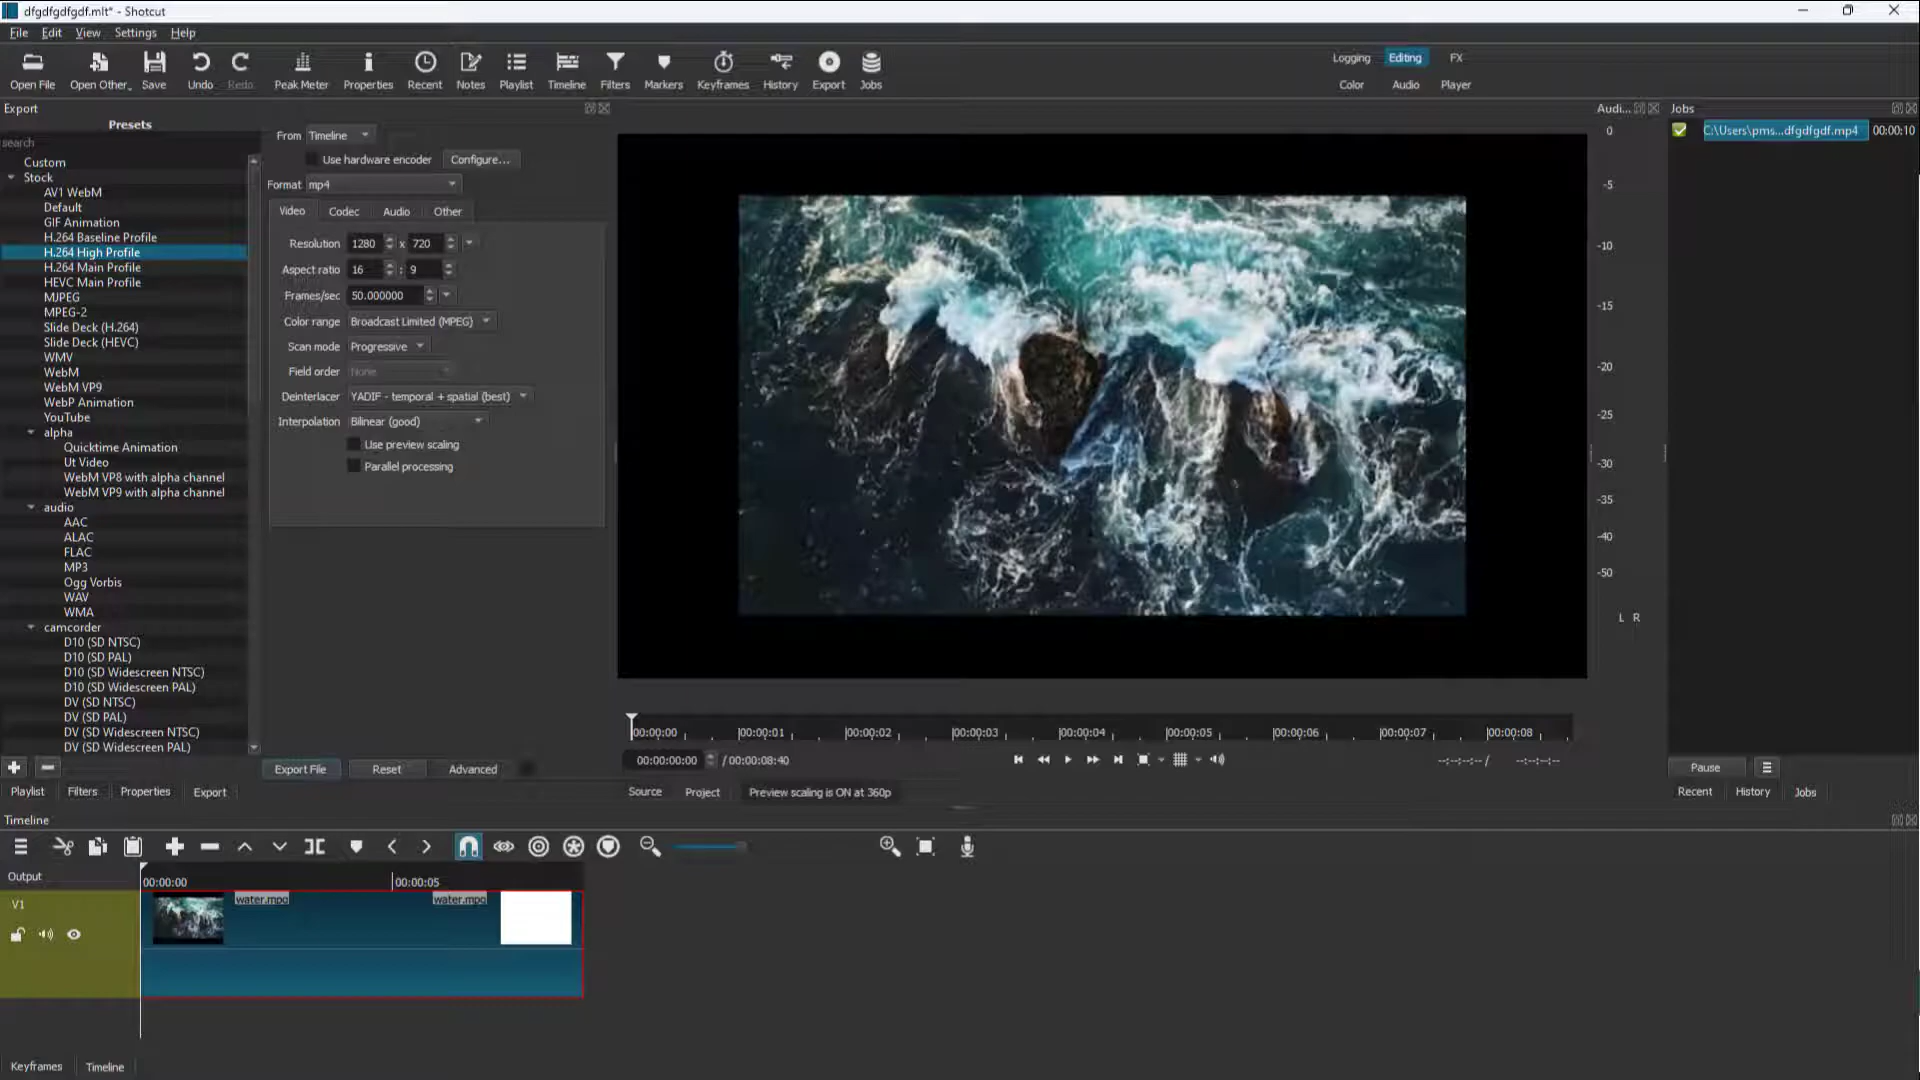 dfgdfgdfgdf.mlt* - Shotcut
File Edit View Settings Help
Open File Open Other.. Save Undo Redo Peak Meter Properties Recent Notes Playlist Timeline Filters Markers Keyframes History Export Jobs
Logging Editing FX
Color Audio Player
Export
Presets
search
Custom
Stock
AV1 WebM
Default
GIF Animation
H.264 Baseline Profile
H.264 High Profile
H.264 Main Profile
HEVC Main Profile
MJPEG
MPEG-2
Slide Deck (H.264)
Slide Deck (HEVC)
WMV
WebM
WebM VP9
WebP Animation
YouTube
alpha
Quicktime Animation
Ut Video
WebM VP8 with alpha channel
WebM VP9 with alpha channel
audio
AAC
ALAC
FLAC
MP3
Ogg Vorbis
WAV
WMA
camcorder
D10 (SD NTSC)
D10 (SD PAL)
D10 (SD Widescreen NTSC)
D10 (SD Widescreen PAL)
DV (SD NTSC)
DV (SD PAL)
DV (SD Widescreen NTSC)
DV (SD Widescreen PAL)
From Timeline
Use hardware encoder Configure...
Format mp4
Video Codec Audio Other
Resolution 1280 x 720
Aspect ratio 16 : 9
Frames/sec 50.000000
Color range Broadcast Limited (MPEG)
Scan mode Progressive
Field order None
Deinterlacer YADIF - temporal + spatial (best)
Interpolation Bilinear (good)
Use preview scaling
Parallel processing
Export File Reset Advanced
Playlist Filters Properties Export
00:00:00 00:00:01 00:00:02 00:00:03 00:00:04 00:00:05 00:00:06 00:00:07 00:00:08
00:00:00:00 / 00:00:08:40
--:--:--:-- / --:--:--:--
Source Project Preview scaling is ON at 360p
Audi...
0
-5
-10
-15
-20
-25
-30
-35
-40
-50
L R
Jobs
C:\Users\pms...dfgdfgdf.mp4 00:00:10
Pause
Recent History Jobs
Timeline
Output
00:00:00 00:00:05
V1
water.mpg water.mpg
Keyframes Timeline